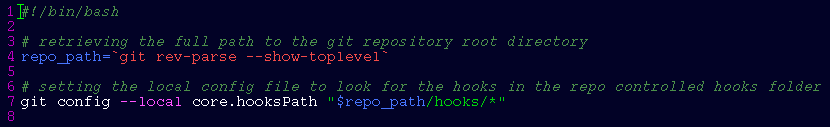 1 #!/bin/bash
2
3 # retrieving the full path to the git repository root directory
4 repo_path=`git rev-parse --show-toplevel`
5
6 # setting the local config file to look for the hooks in the repo controlled hooks folder
7 git config --local core.hooksPath "$repo_path/hooks/*"
8